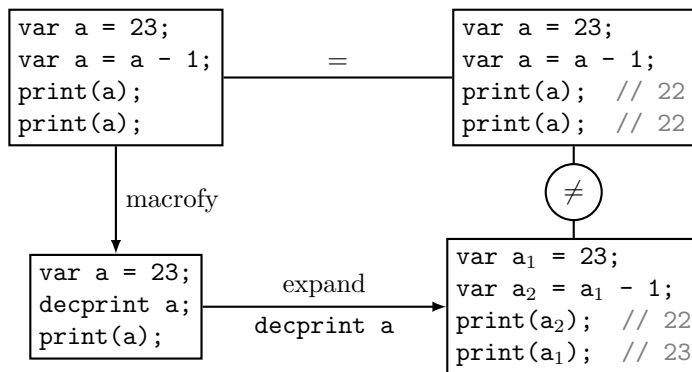 var a = 23;
var a = a - 1;
print(a);
print(a);
=
var a = 23;
var a = a - 1;
print(a);  // 22
print(a);  // 22
macrofy
≠
var a = 23;
decprint a;
print(a);
expand
decprint a
var a₁ = 23;
var a₂ = a₁ - 1;
print(a₂);  // 22
print(a₁);  // 23